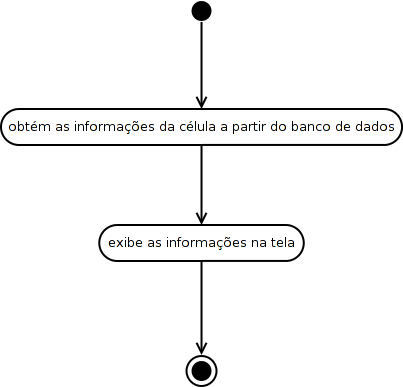 obtém as informações da célula a partir do banco de dados
exibe as informações na tela